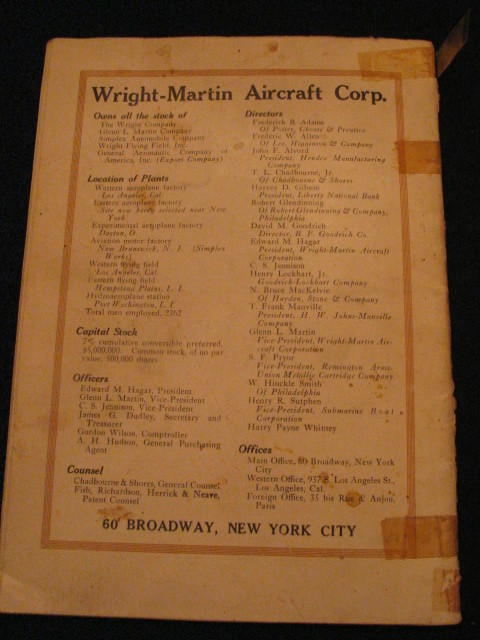 Wright-Martin Aircraft Corp.
Owns all the stock of
The Wright Company
Glenn L. Martin Company
Simplex Automobile Company
Wright Flying Field, Inc.
General Aeronautic Company of
America, Inc. (Export Company)
Location of Plants
Western aeroplane factory
Los Angeles, Cal.
Eastern aeroplane factory
Site now being selected near New
York
Experimental aeroplane factory
Dayton, O.
Aviation motor factory
New Brunswick, N. J. (Simplex
Works)
Western flying field
Los Angeles, Cal.
Eastern flying field
Hempstead Plains, L. I.
Hydroaeroplane station
Port Washington, L. I.
Total men employed, 2362
Capital Stock
7% cumulative convertible preferred,
$5,000,000. Common stock, of no par
value, 500,000 shares
Officers
Edward M. Hagar, President
Glenn L. Martin, Vice-President
C. S. Jennison, Vice-President
James G. Dudley, Secretary and
Treasurer
Gordon Wilson, Comptroller
A. H. Hudson, General Purchasing
Agent
Counsel
Chadbourne & Shores, General Counsel
Fish, Richardson, Herrick & Neave,
Patent Counsel
Directors
Frederick B. Adams
Of Potter, Choate & Prentice
Frederic W. Allen
Of Lee, Higginson & Company
John F. Alvord
President, Hendee Manufacturing
Company
T. L. Chadbourne, Jr.
Of Chadbourne & Shores
Harvey D. Gibson
President, Liberty National Bank
Robert Glendinning
Of Robert Glendinning & Company,
Philadelphia
David M. Goodrich
Director, B. F. Goodrich Co.
Edward M. Hagar
President, Wright-Martin Aircraft
Corporation
C. S. Jennison
Henry Lockhart, Jr.
Goodrich-Lockhart Company
N. Bruce MacKelvie
Of Hayden, Stone & Company
T. Frank Manville
President, H. W. Johns-Manville
Company
Glenn L. Martin
Vice-President, Wright-Martin Air-
craft Corporation
S. F. Pryor
Vice-President, Remington Arms-
Union Metallic Cartridge Company
W. Hinckle Smith
Of Philadelphia
Henry R. Sutphen
Vice-President, Submarine Boat
Corporation
Harry Payne Whitney
Offices
Main Office, 60 Broadway, New York
City
Western Office, 937 S. Los Angeles St.,
Los Angeles, Cal.
Foreign Office, 35 bis Rue d' Anjou,
Paris
60 BROADWAY, NEW YORK CITY